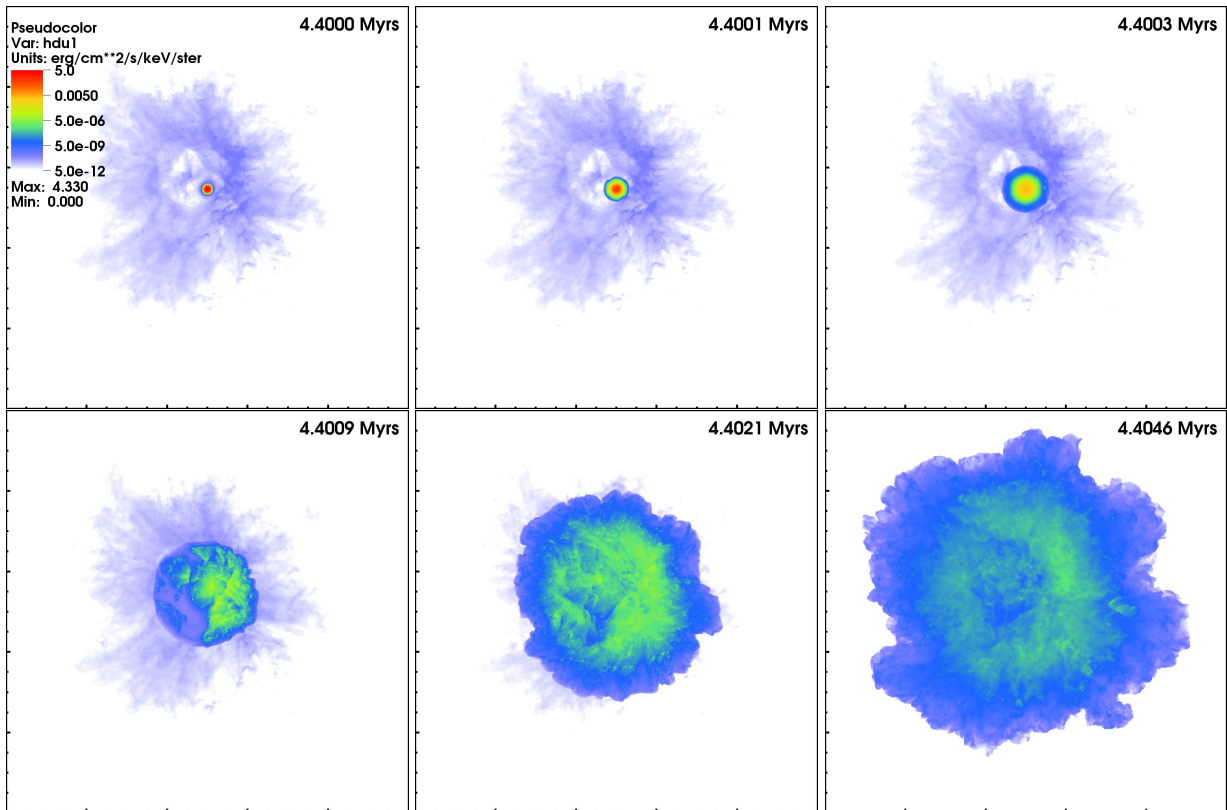 4.4000 Myrs
4.4001 Myrs
4.4003 Myrs
Pseudocolor
Var: hdu1
Units: erg/cm**2/s/keV/ster
5.0
0.0050
5.0e-06
5.0e-09
5.0e-12
Max: 4.330
Min: 0.000
4.4009 Myrs
4.4021 Myrs
4.4046 Myrs